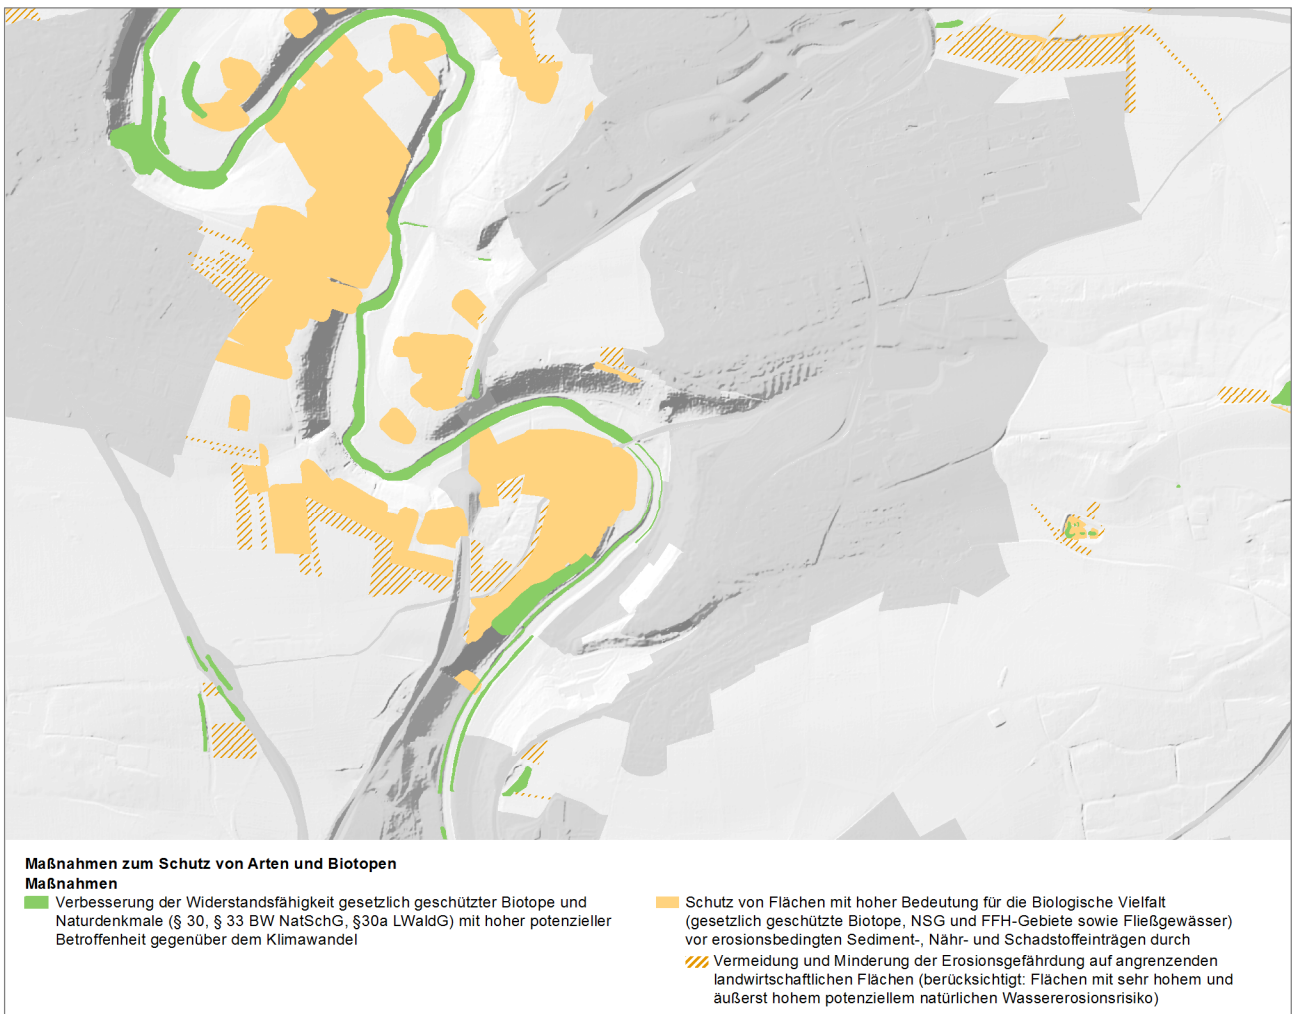 Maßnahmen zum Schutz von Arten und Biotopen
Maßnahmen
Verbesserung der Widerstandsfähigkeit gesetzlich geschützter Biotope und
Naturdenkmale (§ 30, § 33 BW NatSchG, §30a LWaldG) mit hoher potenzieller
Betroffenheit gegenüber dem Klimawandel
Schutz von Flächen mit hoher Bedeutung für die Biologische Vielfalt
(gesetzlich geschützte Biotope, NSG und FFH-Gebiete sowie Fließgewässer)
vor erosionsbedingten Sediment-, Nähr- und Schadstoffeinträgen durch
Vermeidung und Minderung der Erosionsgefährdung auf angrenzenden
landwirtschaftlichen Flächen (berücksichtigt: Flächen mit sehr hohem und
äußerst hohem potenziellem natürlichen Wassererosionsrisiko)